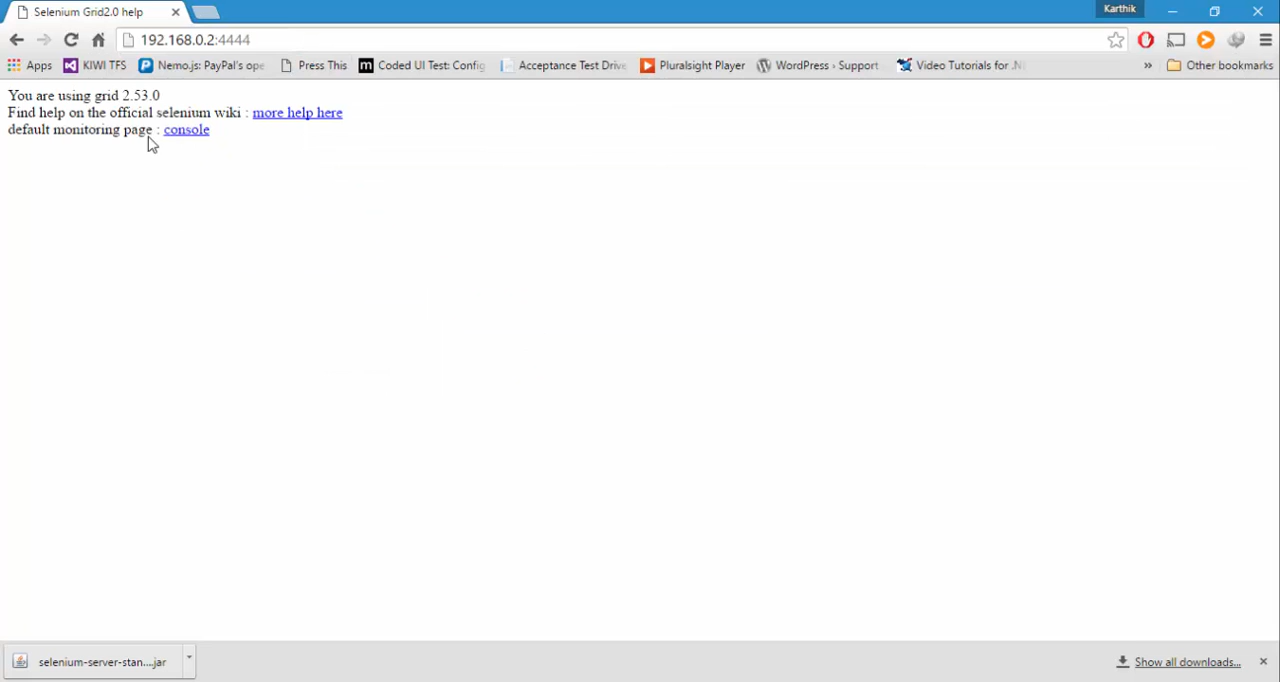 Selenium Grid2.0 help
Karthik
192.168.0.2:4444
Apps KIWI TFS Nemo.js: PayPal's ope Press This Coded UI Test: Config Acceptance Test Drive Pluralsight Player WordPress › Support Video Tutorials for .N » Other bookmarks
You are using grid 2.53.0
Find help on the official selenium wiki : more help here
default monitoring page : console
selenium-server-stan....jar
Show all downloads...